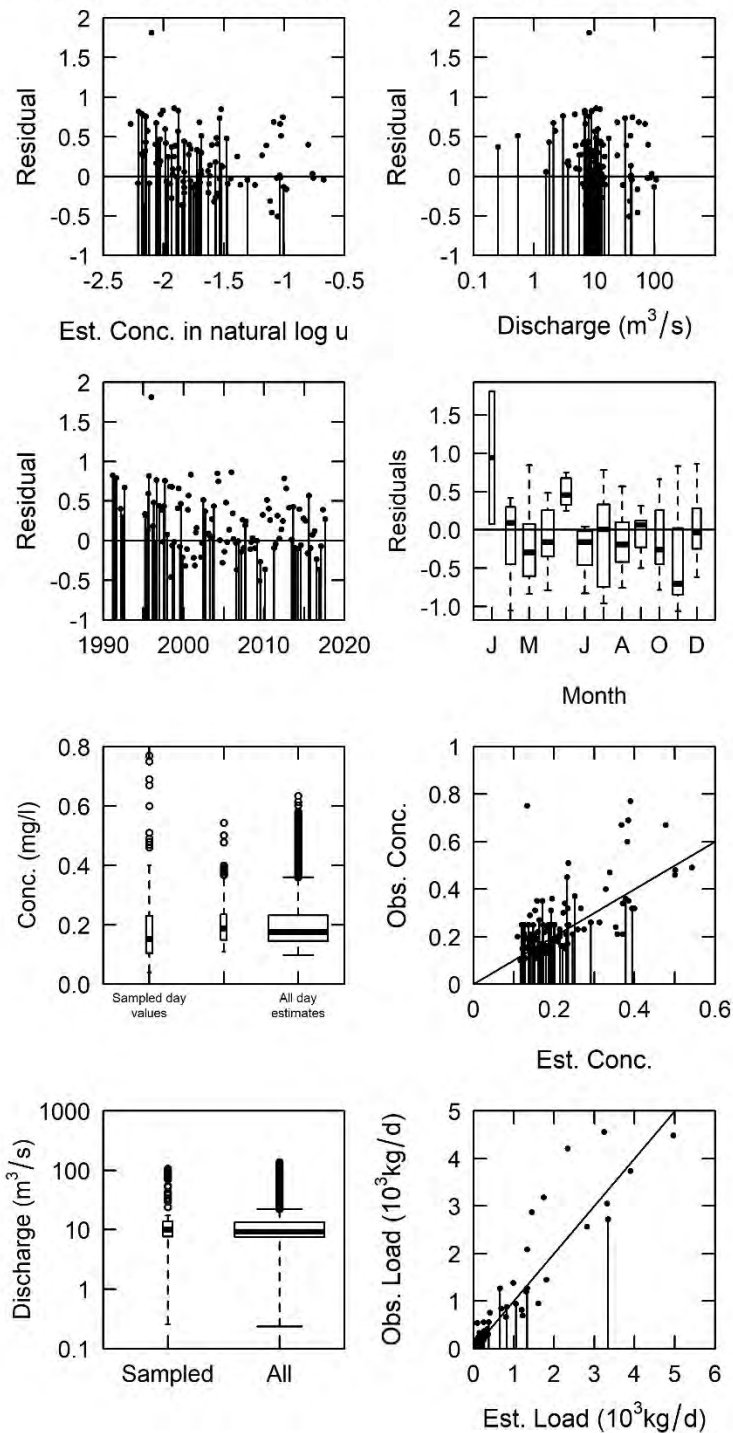 2
1.5
1
0.5
0
-0.5
-1
Residual
-2.5 -2 -1.5 -1 -0.5
Est. Conc. in natural log u
2
1.5
1
0.5
0
-0.5
-1
Residual
0.1 1 10 100
Discharge (m³/s)
2
1.5
1
0.5
0
-0.5
-1
Residual
1990 2000 2010 2020
1.5
1.0
0.5
0.0
-0.5
-1.0
Residuals
J M J A O D
Month
0.8
0.6
0.4
0.2
0.0
Conc. (mg/l)
Sampled day
values
All day
estimates
1
0.8
0.6
0.4
0.2
0
Obs. Conc.
0 0.2 0.4 0.6
Est. Conc.
1000
100
10
1
0.1
Discharge (m³/s)
Sampled All
5
4
3
2
1
0
Obs. Load (10³kg/d)
0 1 2 3 4 5 6
Est. Load (10³kg/d)